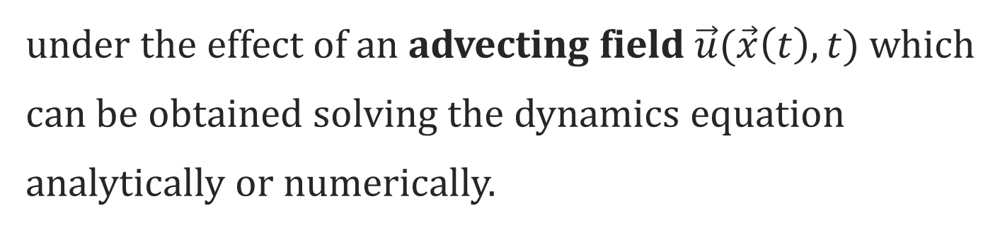 under the effect of an advecting field u⃗(x⃗(t), t) which
can be obtained solving the dynamics equation
analytically or numerically.